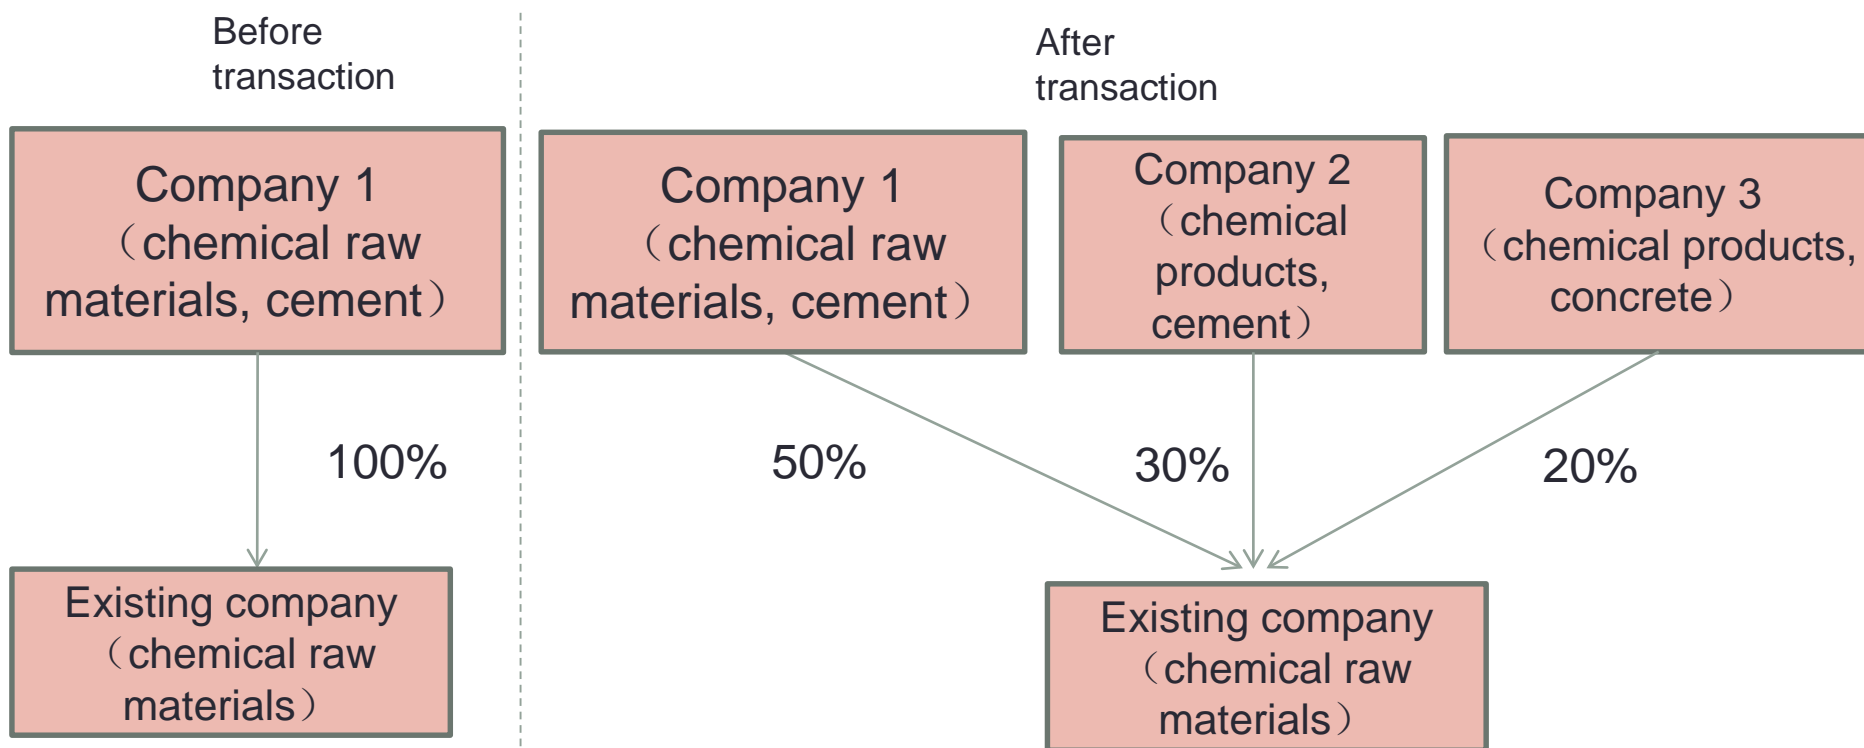 Before
transaction
Company 1
（chemical raw
materials, cement）
100%
Existing company
（chemical raw
materials）
After
transaction
Company 1
（chemical raw
materials, cement）
Company 2
（chemical
products,
cement）
Company 3
（chemical products,
concrete）
50%
30%
20%
Existing company
（chemical raw
materials）